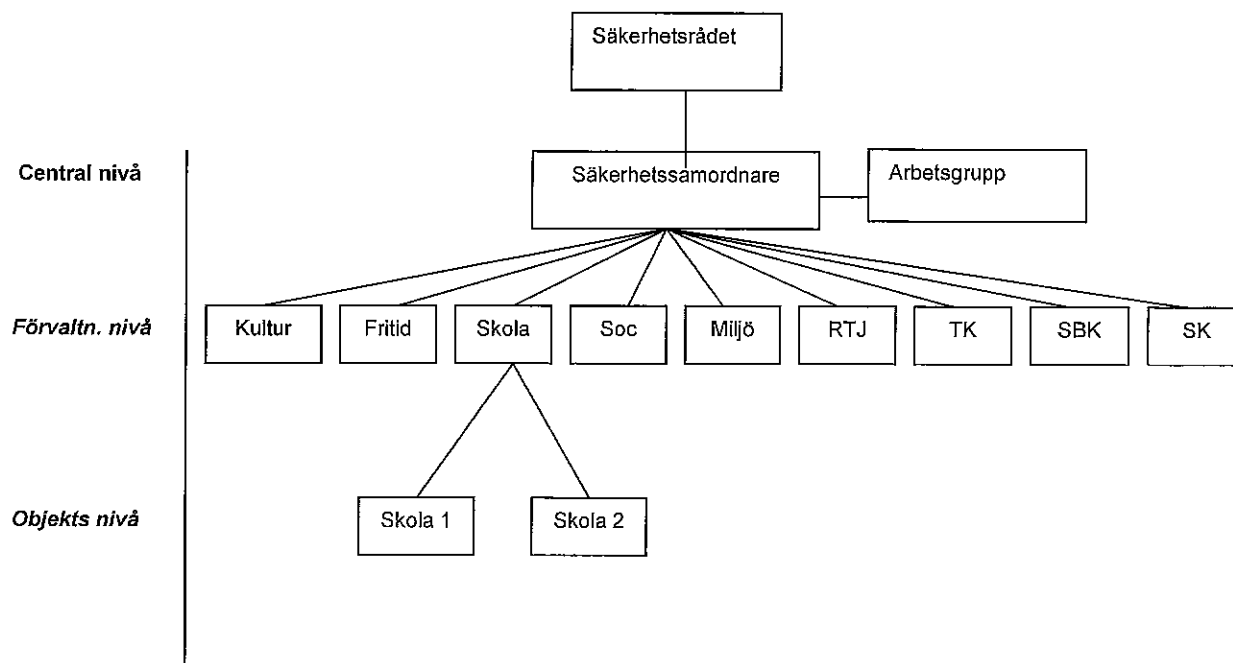 Säkerhetsrådet
Central nivå
Säkerhetssamordnare
Arbetsgrupp
Förvaltn. nivå
Kultur
Fritid
Skola
Soc
Miljö
RTJ
TK
SBK
SK
Objekts nivå
Skola 1
Skola 2